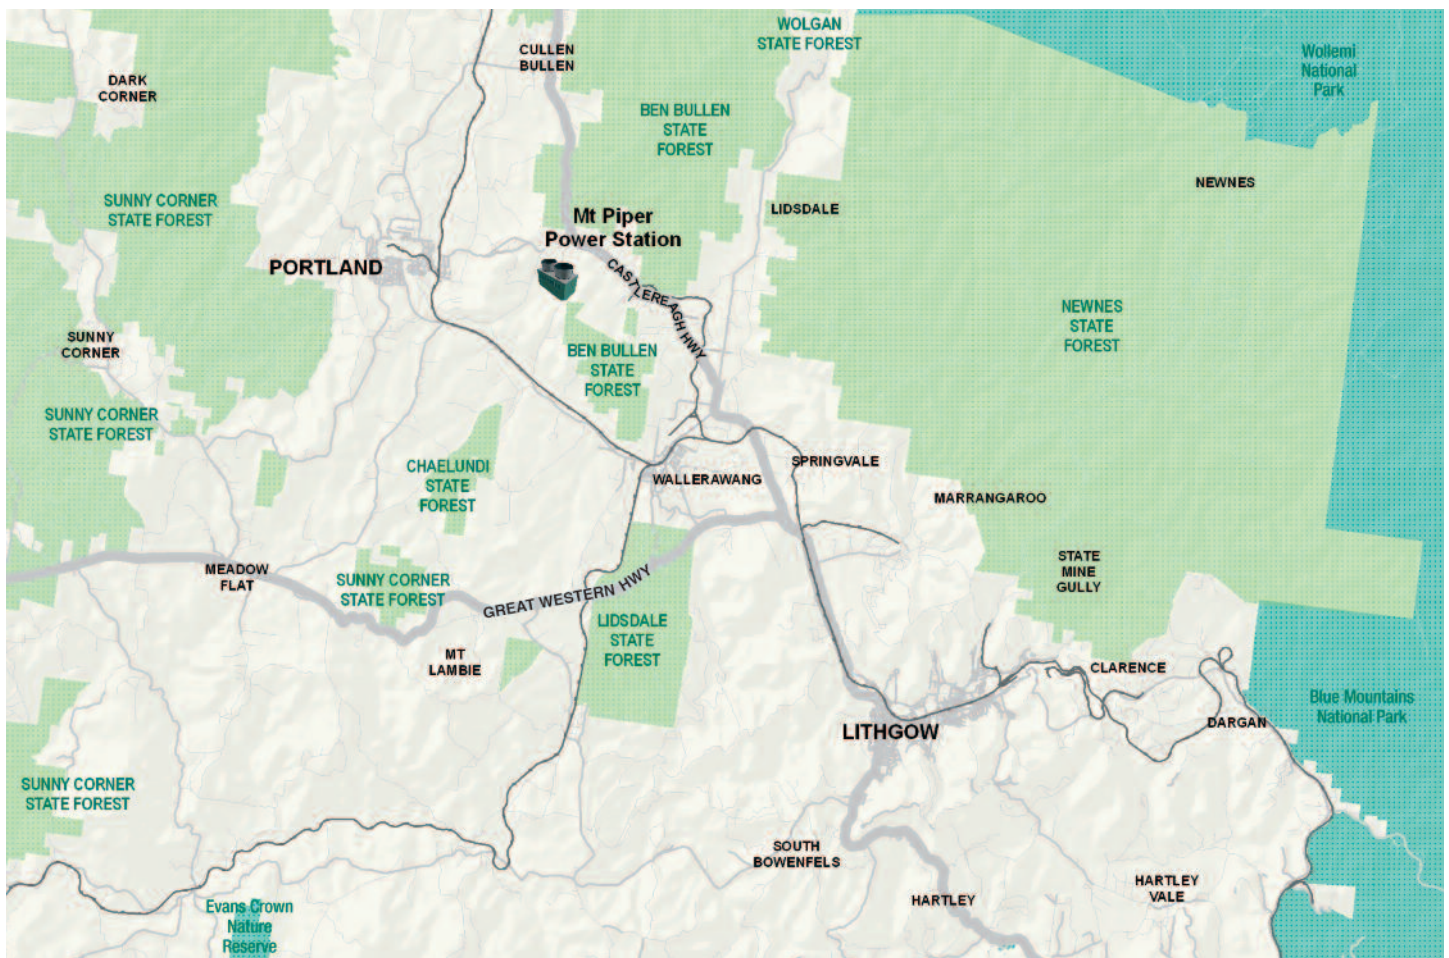 WOLGAN
STATE FOREST
CULLEN
BULLEN
Wollemi
National
Park
DARK
CORNER
BEN BULLEN
STATE
FOREST
NEWNES
SUNNY CORNER
STATE FOREST
LIDSDALE
Mt Piper
Power Station
PORTLAND
CASTLEREAGH HWY
NEWNES
STATE
FOREST
SUNNY
CORNER
BEN BULLEN
STATE
FOREST
SUNNY CORNER
STATE FOREST
CHAELUNDI
STATE
FOREST
WALLERAWANG
SPRINGVALE
MARRANGAROO
STATE
MINE
GULLY
MEADOW
FLAT
SUNNY CORNER
STATE FOREST
GREAT WESTERN HWY
LIDSDALE
STATE
FOREST
MT
LAMBIE
CLARENCE
Blue Mountains
National Park
DARGAN
LITHGOW
SUNNY CORNER
STATE FOREST
SOUTH
BOWENFELS
HARTLEY
VALE
HARTLEY
Evans Crown
Nature
Reserve